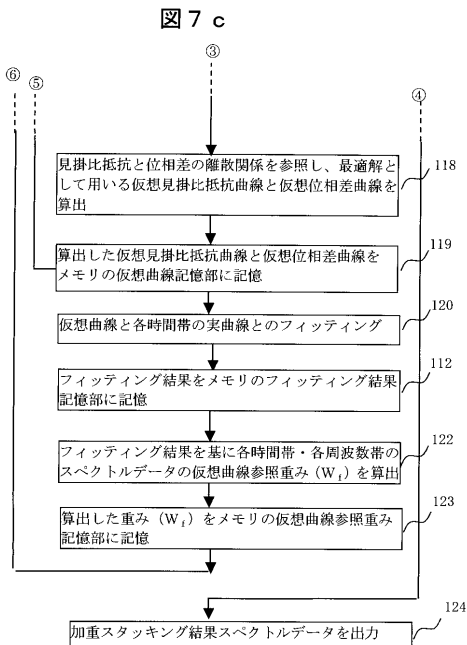 図７ｃ
③
⑥
⑤
④
見掛比抵抗と位相差の離散関係を参照し、最適解と
して用いる仮想見掛比抵抗曲線と仮想位相差曲線を
算出
118
算出した仮想見掛比抵抗曲線と仮想位相差曲線を
メモリの仮想曲線記憶部に記憶
119
仮想曲線と各時間帯の実曲線とのフィッティング
120
フィッティング結果をメモリのフィッティング結果
記憶部に記憶
112
フィッティング結果を基に各時間帯・各周波数帯の
スペクトルデータの仮想曲線参照重み（Wf）を算出
122
算出した重み（Wf）をメモリの仮想曲線参照重み
記憶部に記憶
123
加重スタッキング結果スペクトルデータを出力
124